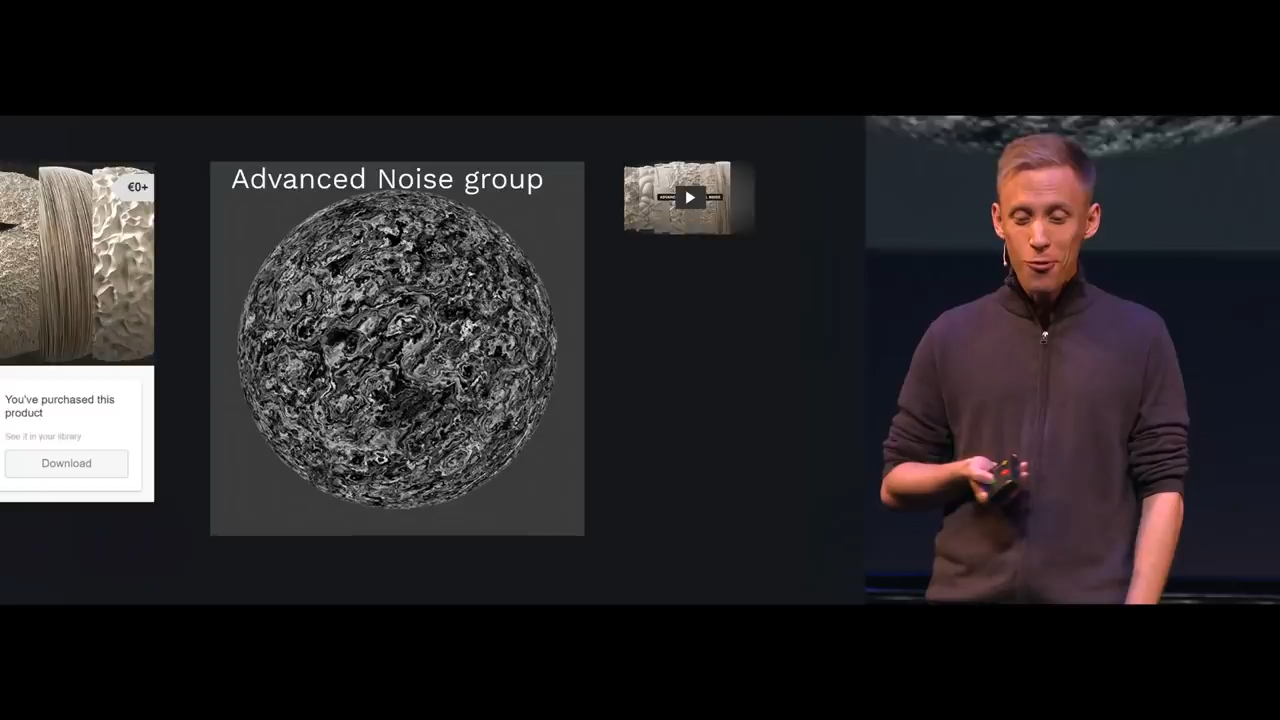 €0+
You've purchased this
product
See it in your library
Download
Advanced Noise group